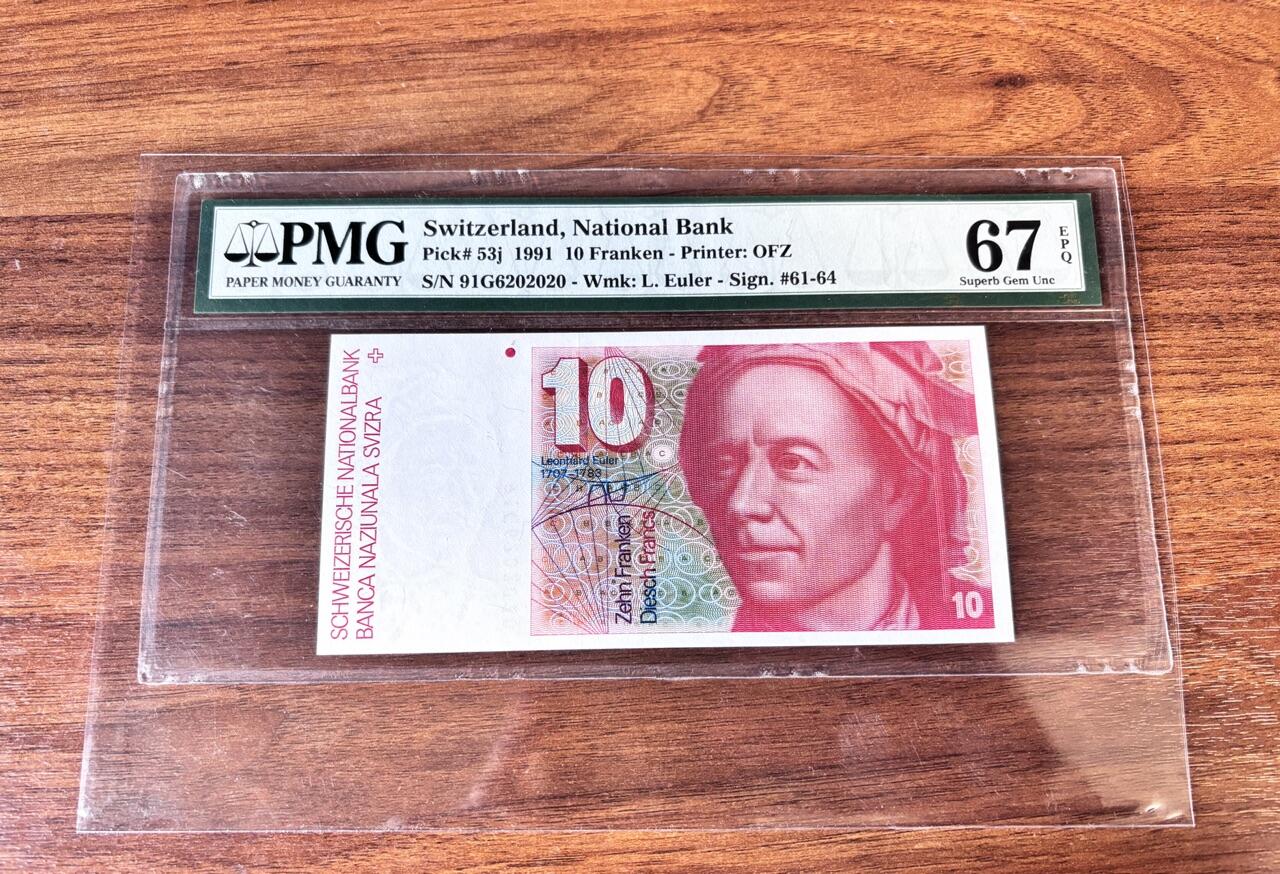 PMG
PAPER MONEY GUARANTY
Switzerland, National Bank
Pick# 53j 1991 10 Franken - Printer: OFZ
S/N 91G6202020 - Wmk: L. Euler - Sign. #61-64
67
EPQ
Superb Gem Unc
SCHWEIZERISCHE NATIONALBANK
BANCA NAZIUNALA SVIZRA
10
Leonhard Euler
1707–1783
Zehn Franken
Diesch Francs
10